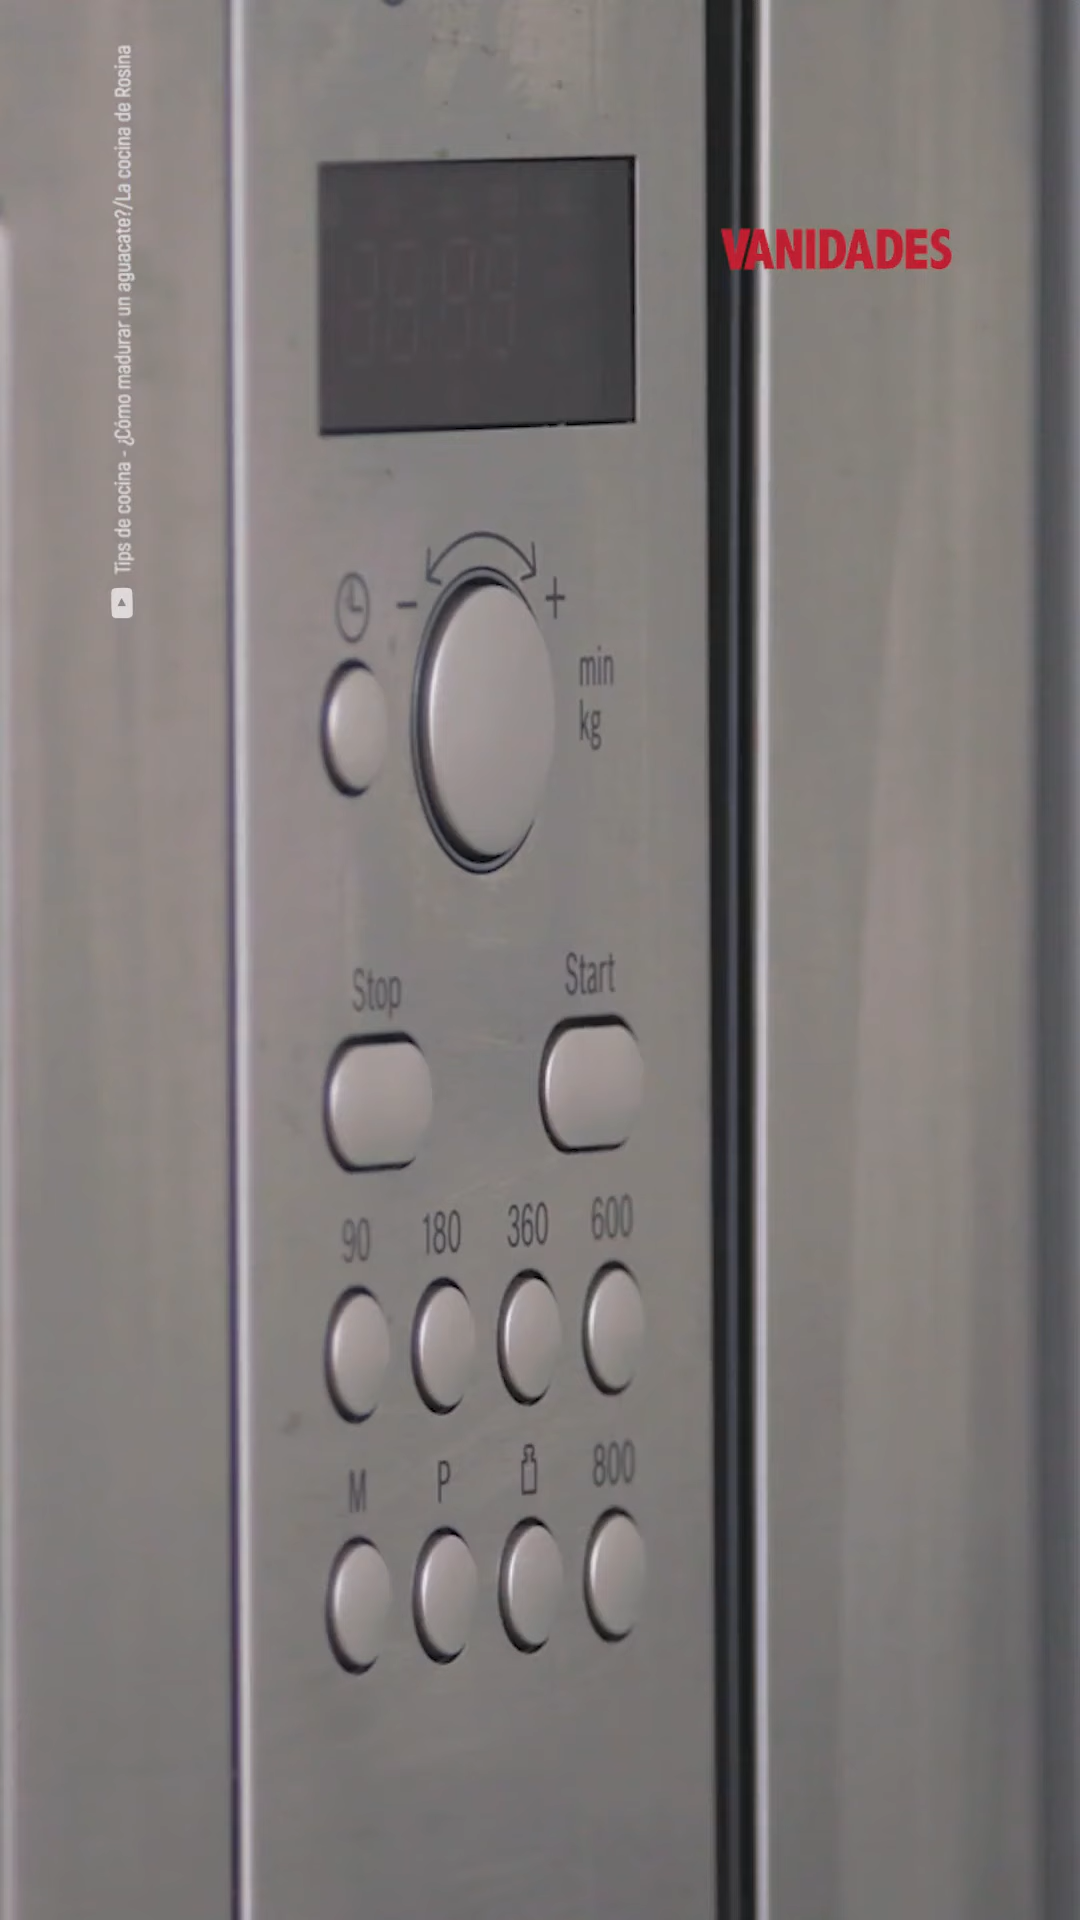 Tips de cocina - ¿Cómo madurar un aguacate?/La cocina de Rosina
VANIDADES
- +
min
kg
Stop Start
90 180 360 600
M P 800